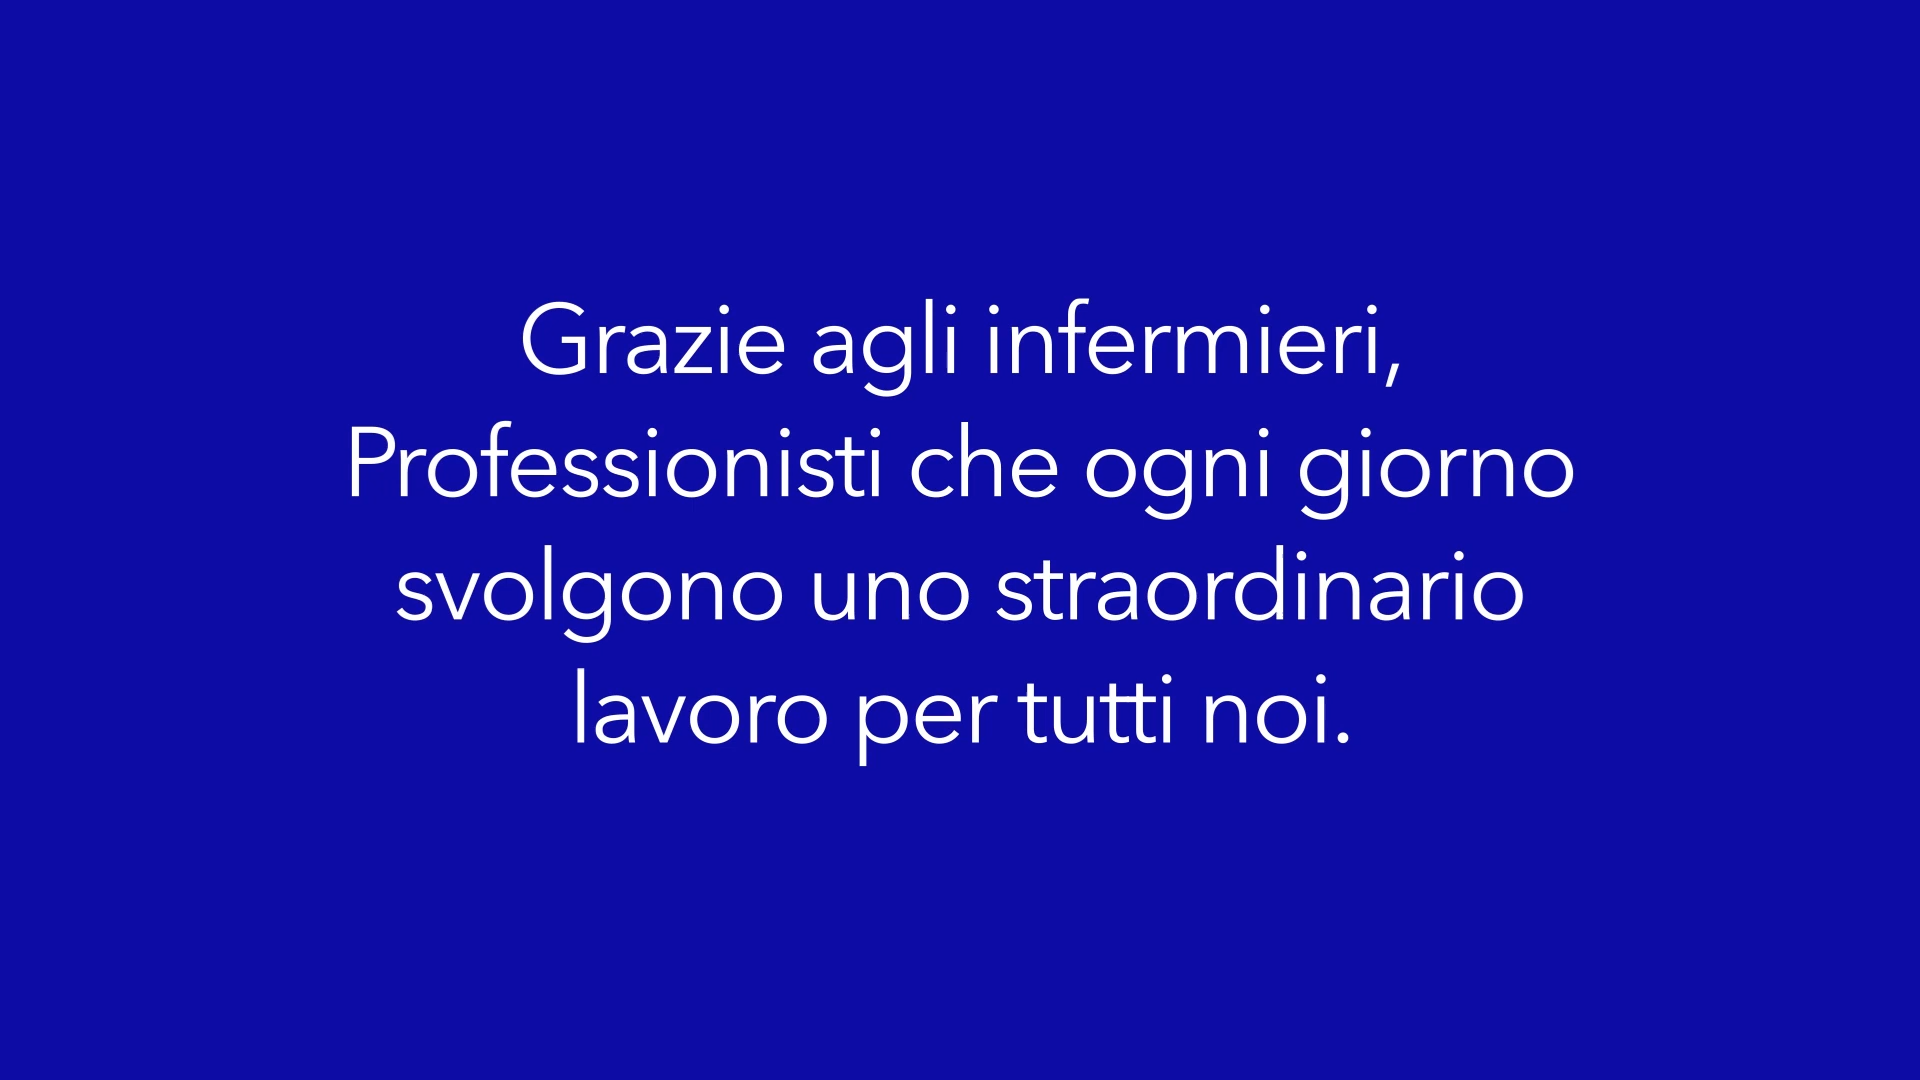 Grazie agli infermieri,
Professionisti che ogni giorno
svolgono uno straordinario
lavoro per tutti noi.